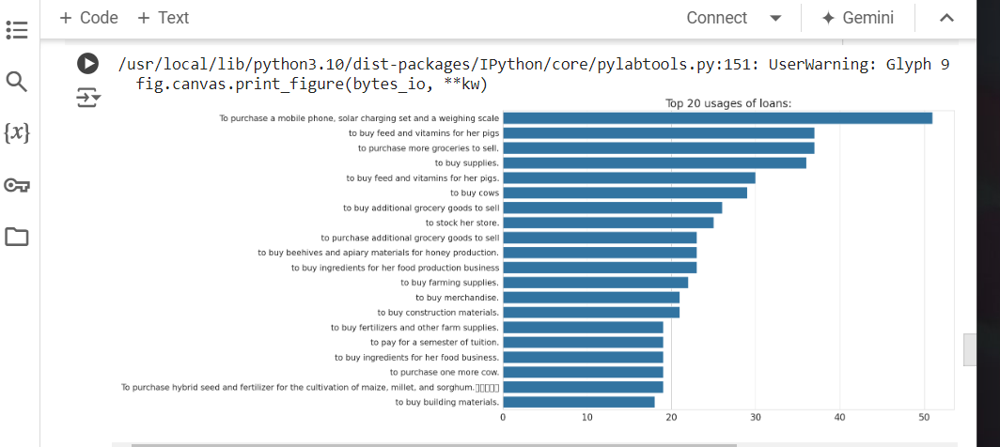 + Code + Text Connect Gemini
/usr/local/lib/python3.10/dist-packages/IPython/core/pylabtools.py:151: UserWarning: Glyph 9
{x}
fig.canvas.print_figure(bytes_io, **kw)
Top 20 usages of loans:
To purchase a mobile phone, solar charging set and a weighing scale
to buy feed and vitamins for her pigs
to purchase more groceries to sell.
to buy supplies.
to buy feed and vitamins for her pigs.
to buy cows
to buy additional grocery goods to sell
to stock her store.
to purchase additional grocery goods to sell
to buy beehives and apiary materials for honey production.
to buy ingredients for her food production business
to buy farming supplies.
to buy merchandise.
to buy construction materials.
to buy fertilizers and other farm supplies.
to pay for a semester of tuition.
to buy ingredients for her food business.
to purchase one more cow.
To purchase hybrid seed and fertilizer for the cultivation of maize, millet, and sorghum.▯▯▯▯▯
to buy building materials.
0 10 20 30 40 50